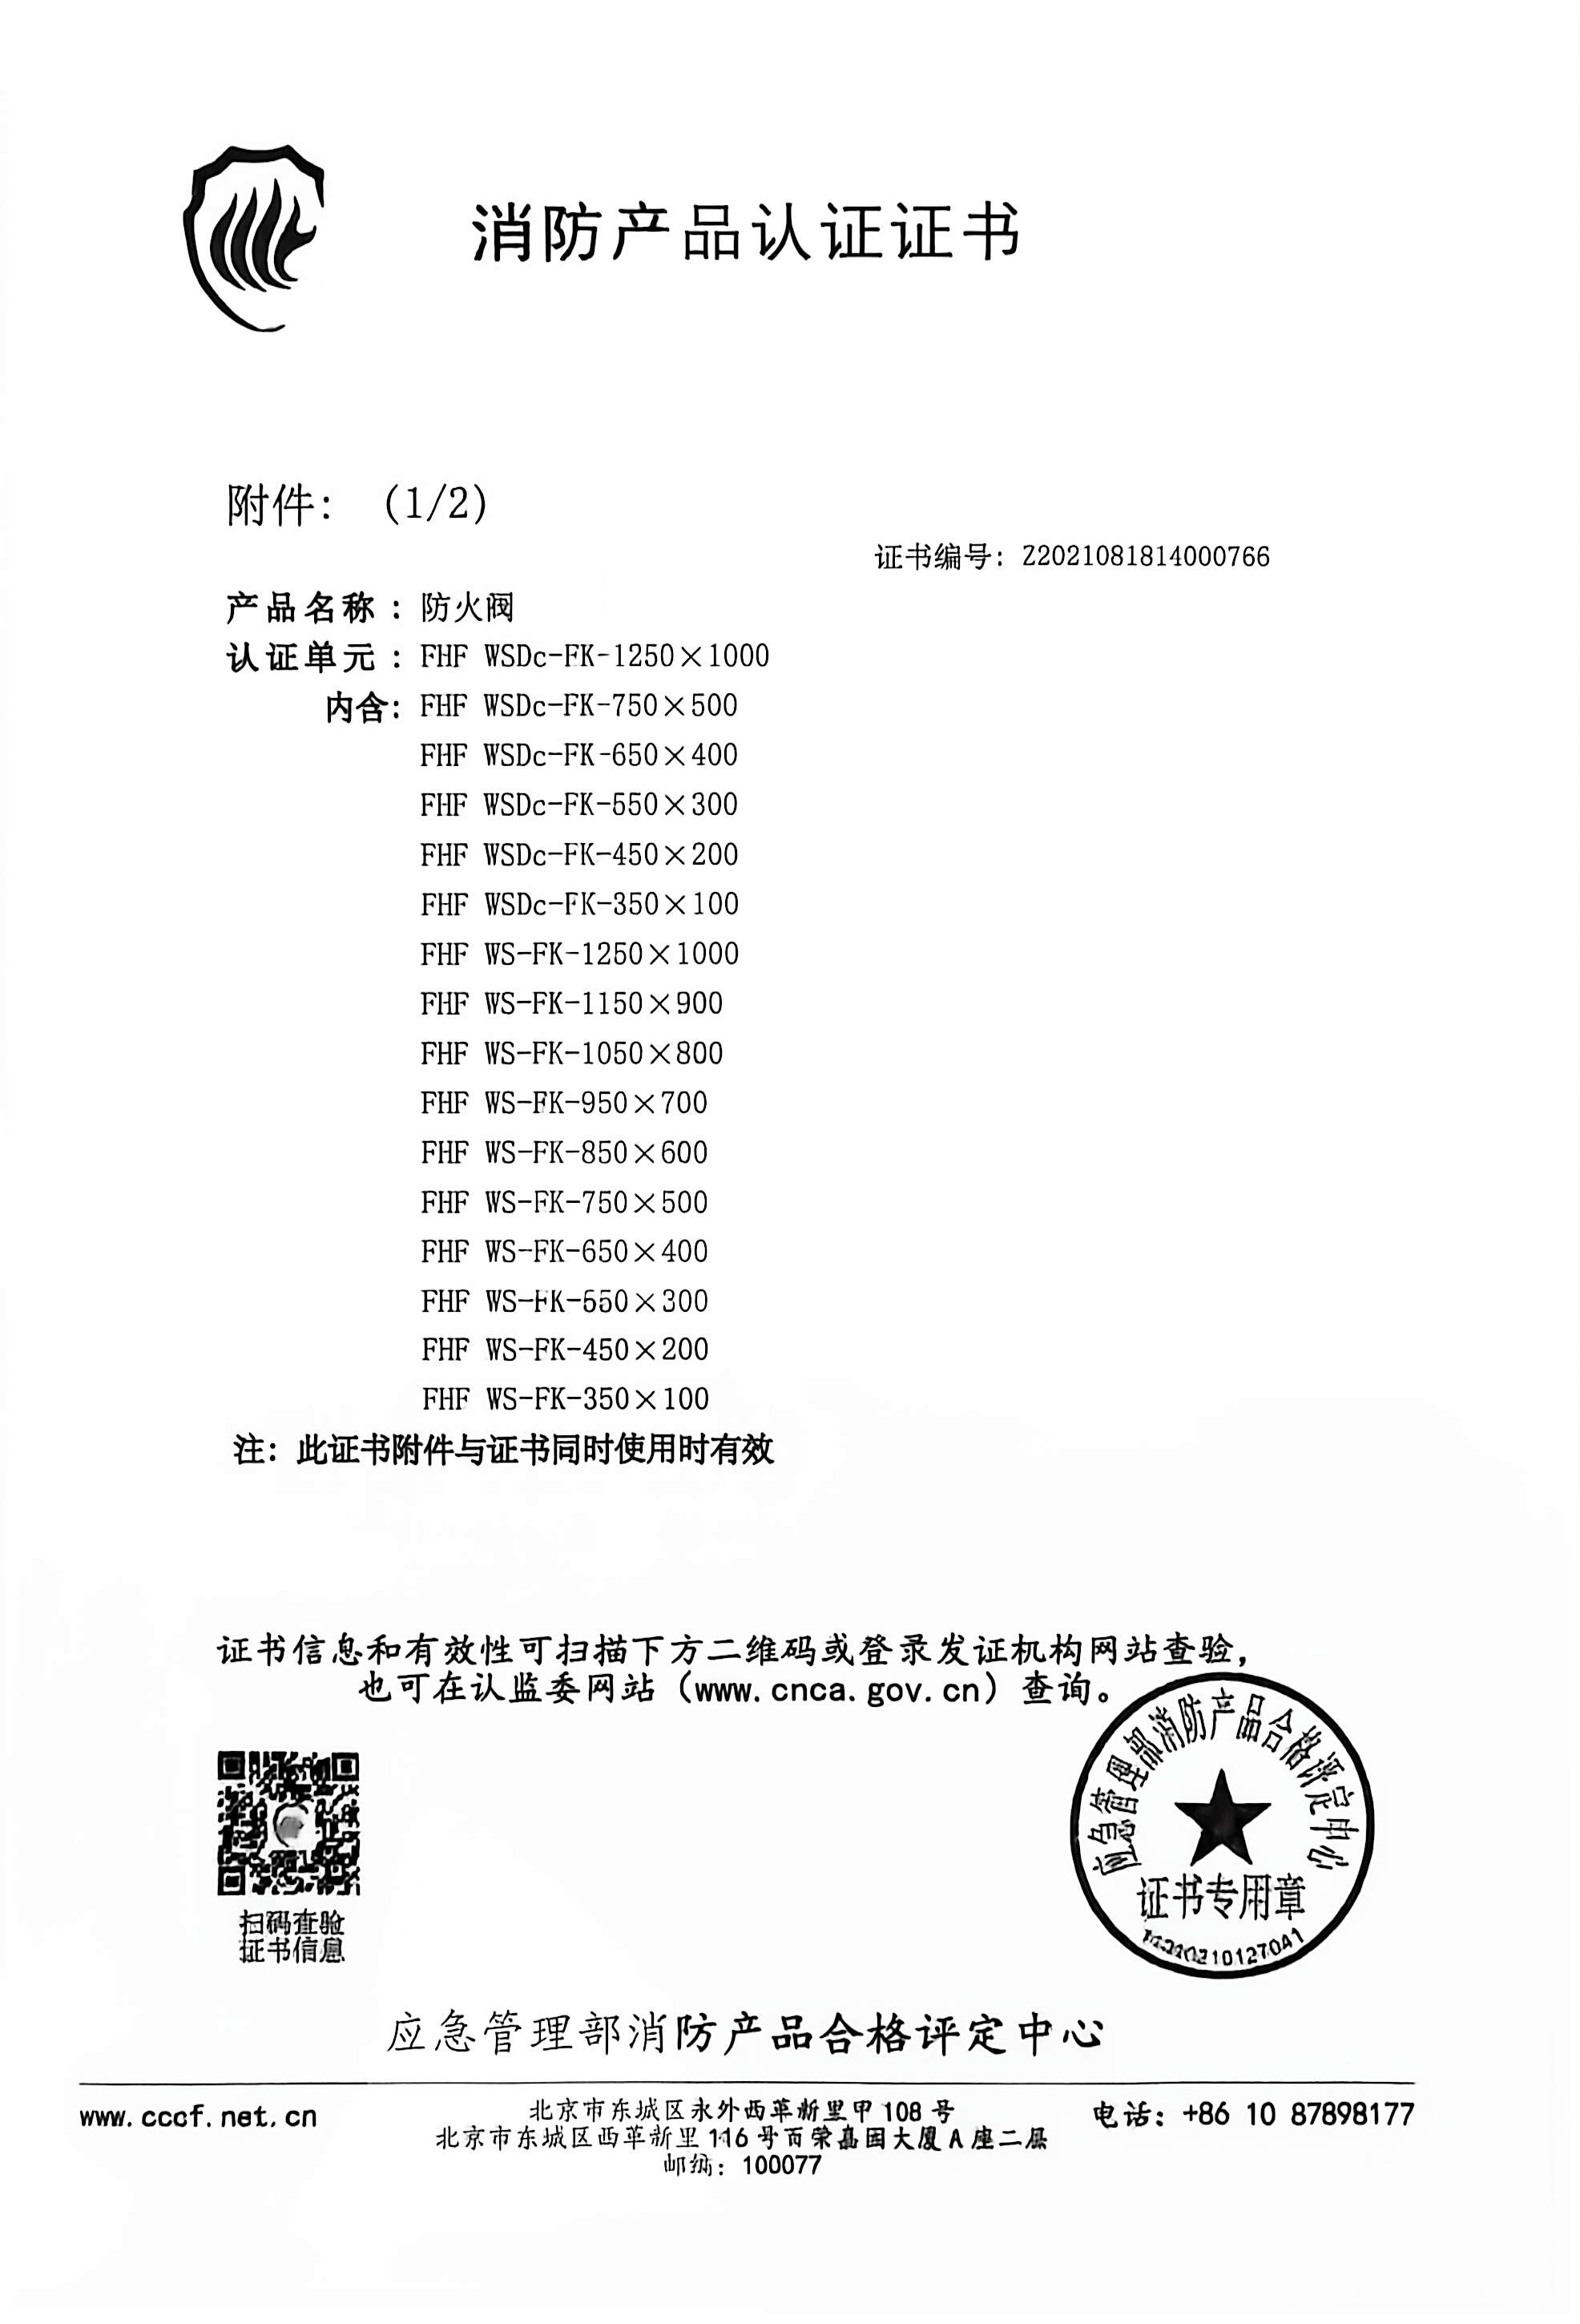 消防产品认证证书
附件: (1/2)
证书编号: Z2021081814000766
产品名称: 防火阀
认证单元: FHF WSDc-FK-1250×1000
内含: FHF WSDc-FK-750×500
FHF WSDc-FK-650×400
FHF WSDc-FK-550×300
FHF WSDc-FK-450×200
FHF WSDc-FK-350×100
FHF WS-FK-1250×1000
FHF WS-FK-1150×900
FHF WS-FK-1050×800
FHF WS-FK-950×700
FHF WS-FK-850×600
FHF WS-FK-750×500
FHF WS-FK-650×400
FHF WS-FK-550×300
FHF WS-FK-450×200
FHF WS-FK-350×100
注: 此证书附件与证书同时使用时有效
证书信息和有效性可扫描下方二维码或登录发证机构网站查验,
也可在认监委网站(www.cnca.gov.cn)查询。
应急管理部消防产品合格评定中心
证书专用章
扫码查验
证书信息
应急管理部消防产品合格评定中心
www.cccf.net.cn
北京市东城区永外西革新里甲108号
北京市东城区西革新里116号百荣嘉园大厦A座二层
邮编: 100077
电话: +86 10 87898177